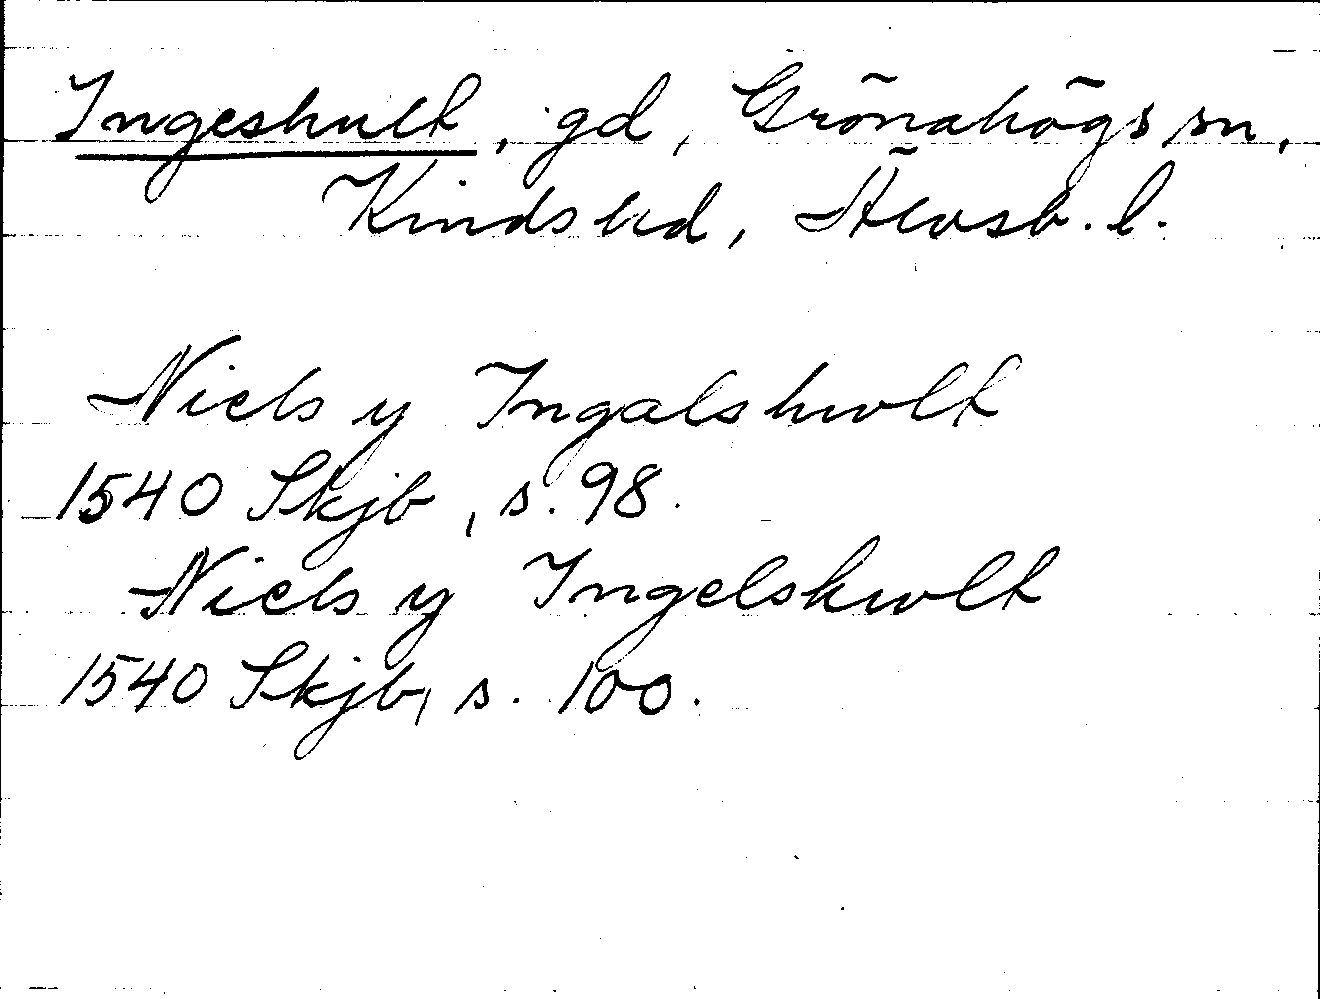 Ingeshult, gd, Grönahögs sn,
Kinds hd, Älvsb. l.
Niels y Ingalshwlt
1540 Skjb, s. 98.
Niels y Ingelshwlt
1540 Skjb, s. 100.